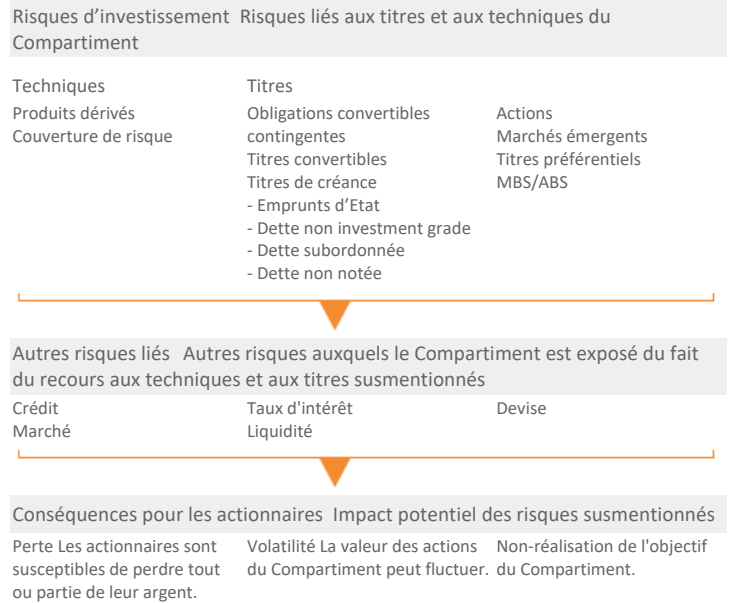 Risques d'investissement Risques liés aux titres et aux techniques du
Compartiment
Techniques
Produits dérivés
Couverture de risque
Titres
Obligations convertibles
contingentes
Titres convertibles
Titres de créance
- Emprunts d'Etat
- Dette non investment grade
- Dette subordonnée
- Dette non notée
Actions
Marchés émergents
Titres préférentiels
MBS/ABS
Autres risques liés Autres risques auxquels le Compartiment est exposé du fait
du recours aux techniques et aux titres susmentionnés
Crédit
Marché
Taux d'intérêt
Liquidité
Devise
Conséquences pour les actionnaires Impact potentiel des risques susmentionnés
Perte Les actionnaires sont
susceptibles de perdre tout
ou partie de leur argent.
Volatilité La valeur des actions
du Compartiment peut fluctuer.
Non-réalisation de l'objectif
du Compartiment.